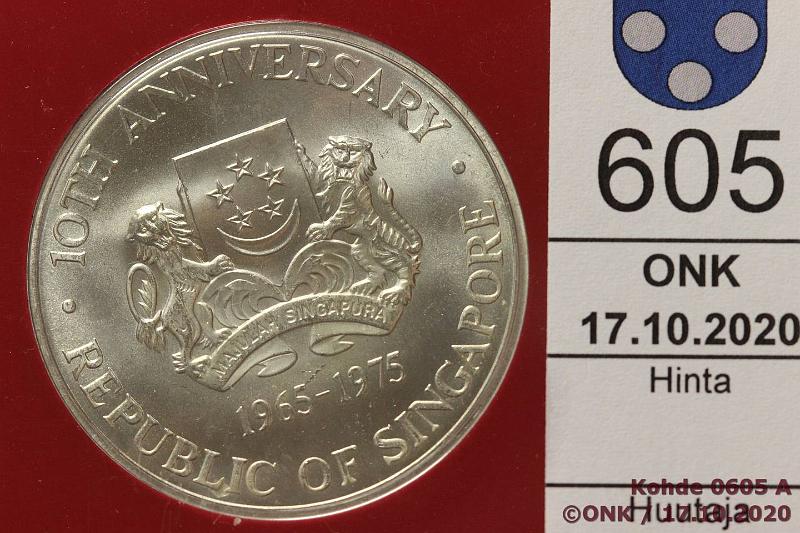 10TH ANNIVERSARY
MAJULAH SINGAPURA
1965-1975
REPUBLIC OF SINGAPORE
605
ONK
17.10.2020
Hinta
Kohde 0605 A
Huutaja
©ONK / 17.10.2020